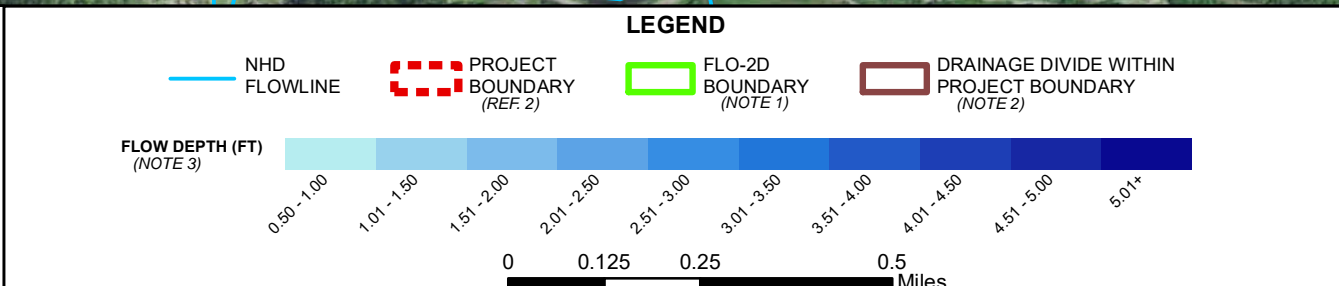 LEGEND
NHD
FLOWLINE
PROJECT
BOUNDARY
(REF. 2)
FLO-2D
BOUNDARY
(NOTE 1)
DRAINAGE DIVIDE WITHIN
PROJECT BOUNDARY
(NOTE 2)
FLOW DEPTH (FT)
(NOTE 3)
0.50 - 1.00
1.01 - 1.50
1.51 - 2.00
2.01 - 2.50
2.51 - 3.00
3.01 - 3.50
3.51 - 4.00
4.01 - 4.50
4.51 - 5.00
5.01+
0 0.125 0.25 0.5
Miles